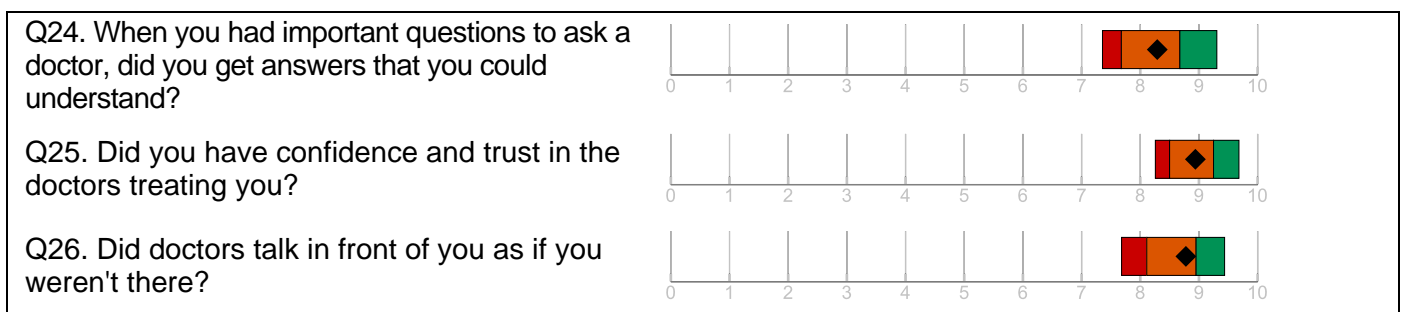 Q24. When you had important questions to ask a
doctor, did you get answers that you could
understand?
0 1 2 3 4 5 6 7 8 9 10
Q25. Did you have confidence and trust in the
doctors treating you?
0 1 2 3 4 5 6 7 8 9 10
Q26. Did doctors talk in front of you as if you
weren't there?
0 1 2 3 4 5 6 7 8 9 10